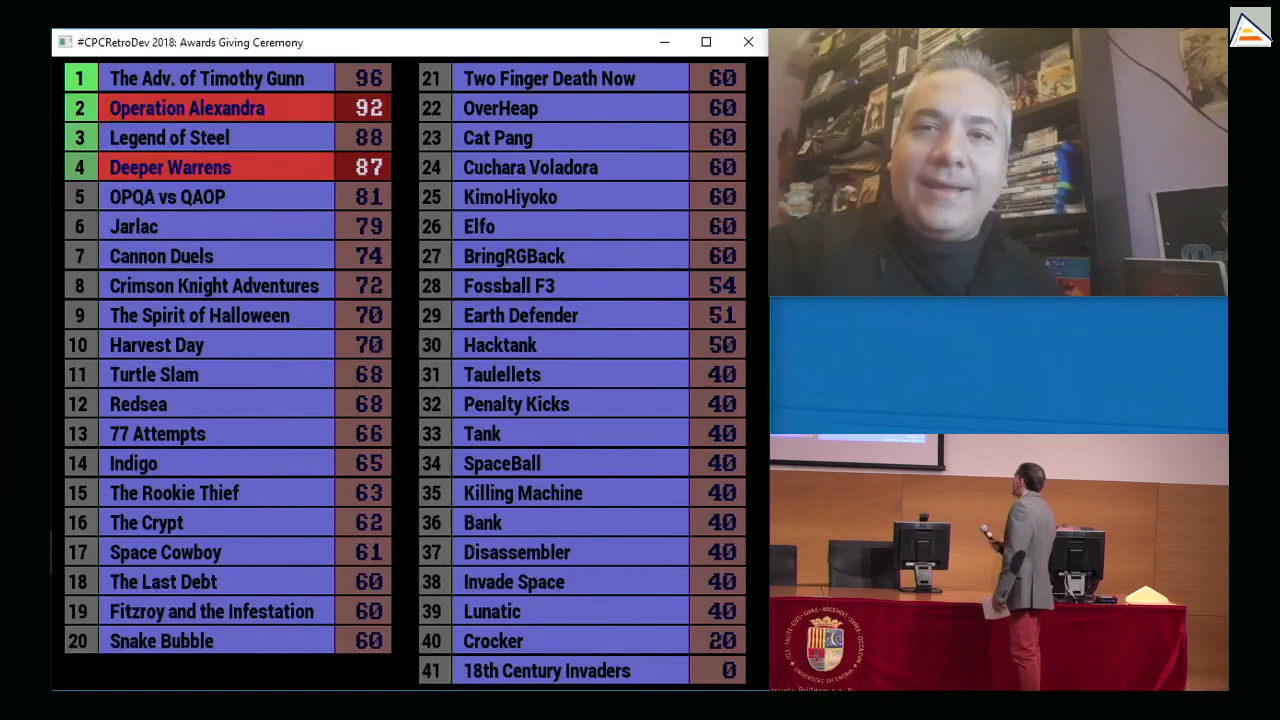 #CPCRetroDev 2018: Awards Giving Ceremony
1 The Adv. of Timothy Gunn 96
2 Operation Alexandra 92
3 Legend of Steel 88
4 Deeper Warrens 87
5 OPQA vs QAOP 81
6 Jarlac 79
7 Cannon Duels 74
8 Crimson Knight Adventures 72
9 The Spirit of Halloween 70
10 Harvest Day 70
11 Turtle Slam 68
12 Redsea 68
13 77 Attempts 66
14 Indigo 65
15 The Rookie Thief 63
16 The Crypt 62
17 Space Cowboy 61
18 The Last Debt 60
19 Fitzroy and the Infestation 60
20 Snake Bubble 60
21 Two Finger Death Now 60
22 OverHeap 60
23 Cat Pang 60
24 Cuchara Voladora 60
25 KimoHiyoko 60
26 Elfo 60
27 BringRGBack 60
28 Fossball F3 54
29 Earth Defender 51
30 Hacktank 50
31 Taulellets 40
32 Penalty Kicks 40
33 Tank 40
34 SpaceBall 40
35 Killing Machine 40
36 Bank 40
37 Disassembler 40
38 Invade Space 40
39 Lunatic 40
40 Crocker 20
41 18th Century Invaders 0